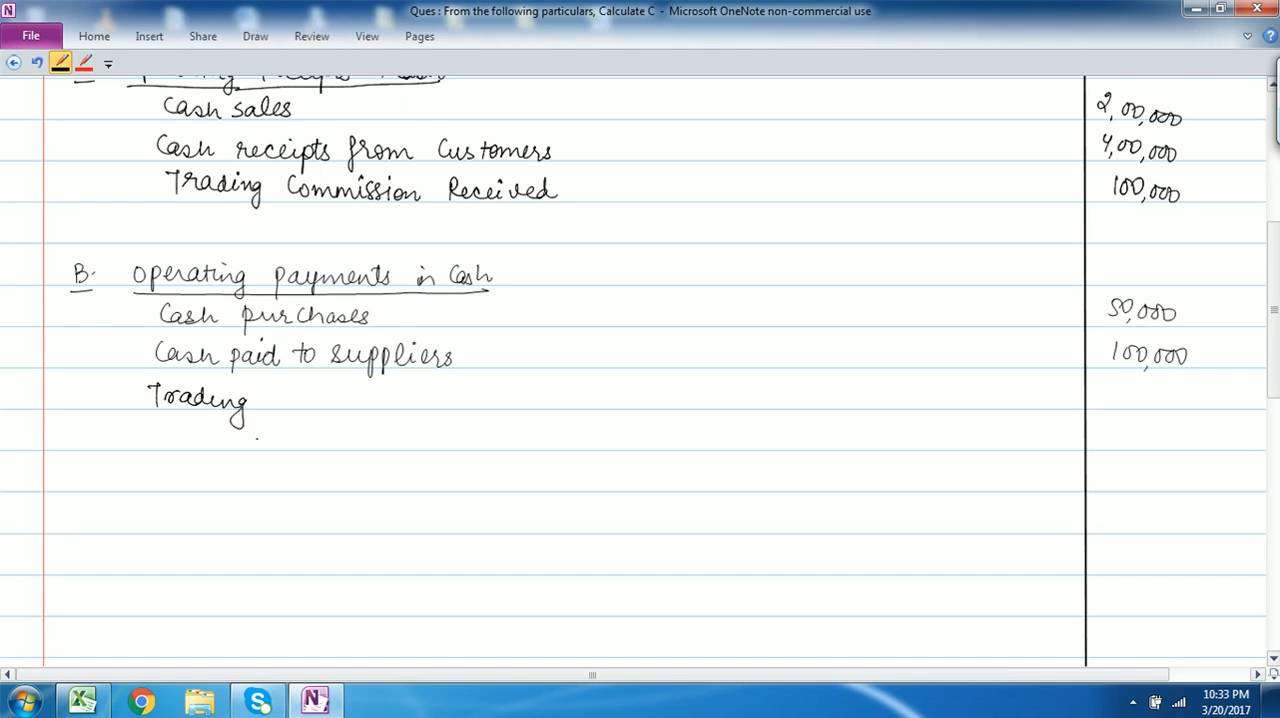 Ques : From the following particulars, Calculate C - Microsoft OneNote non-commercial use
File Home Insert Share Draw Review View Pages
Cash sales 2,00,000
Cash receipts from Customers 4,00,000
Trading Commission Received 100,000
B. Operating payments in Cash
Cash purchases 50,000
Cash paid to suppliers 100,000
Trading
10:33 PM
3/20/2017